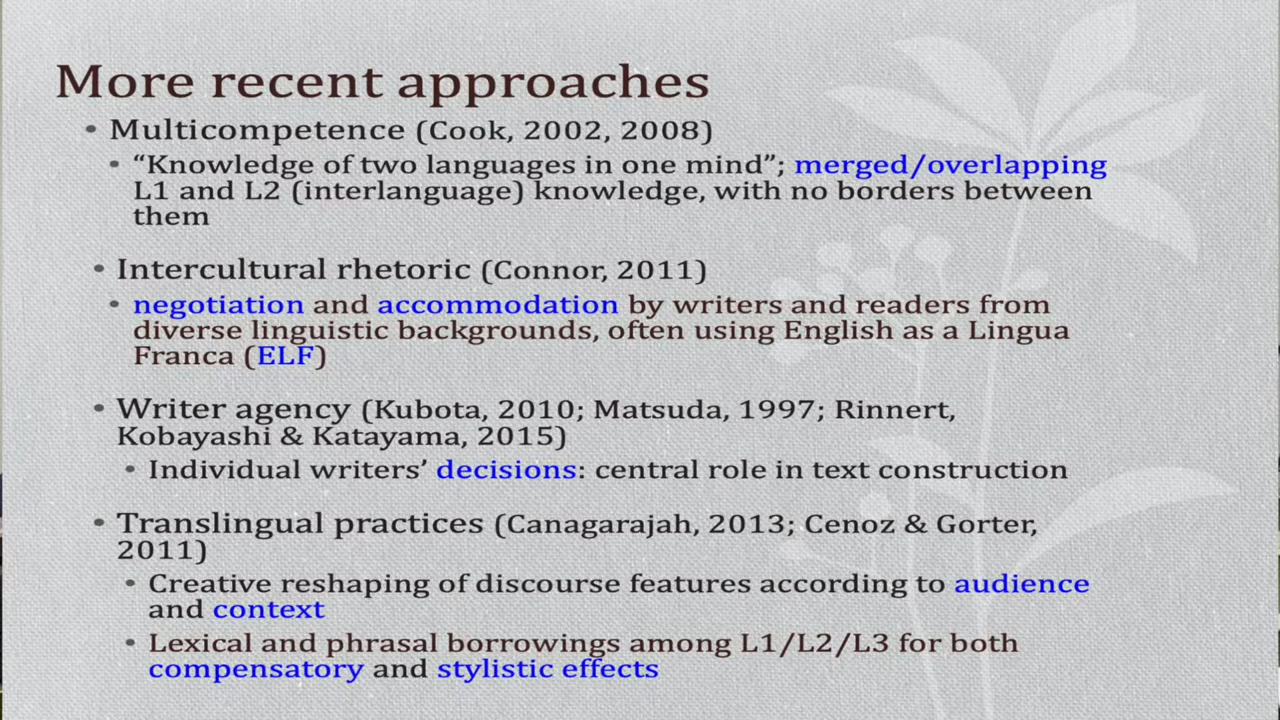 More recent approaches
• Multicompetence (Cook, 2002, 2008)
• “Knowledge of two languages in one mind”; merged/overlapping
L1 and L2 (interlanguage) knowledge, with no borders between
them
• Intercultural rhetoric (Connor, 2011)
• negotiation and accommodation by writers and readers from
diverse linguistic backgrounds, often using English as a Lingua
Franca (ELF)
• Writer agency (Kubota, 2010; Matsuda, 1997; Rinnert,
Kobayashi & Katayama, 2015)
• Individual writers’ decisions: central role in text construction
• Translingual practices (Canagarajah, 2013; Cenoz & Gorter,
2011)
• Creative reshaping of discourse features according to audience
and context
• Lexical and phrasal borrowings among L1/L2/L3 for both
compensatory and stylistic effects